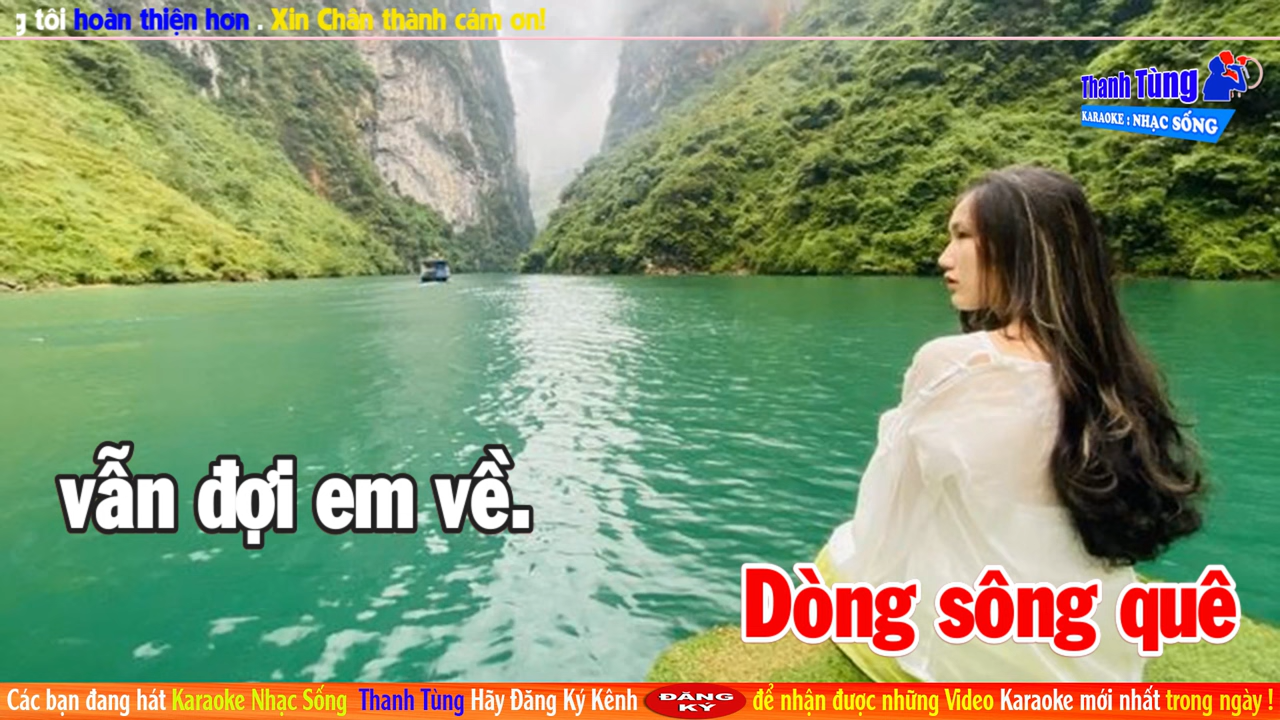 g tôi hoàn thiện hơn . Xin Chân thành cám ơn!
Thanh Tùng
KARAOKE : NHẠC SỐNG
vẫn đợi em về.
Dòng sông quê
Các bạn đang hát Karaoke Nhạc Sống Thanh Tùng Hãy Đăng Ký Kênh ĐĂNG KÝ để nhận được những Video Karaoke mới nhất trong ngày !